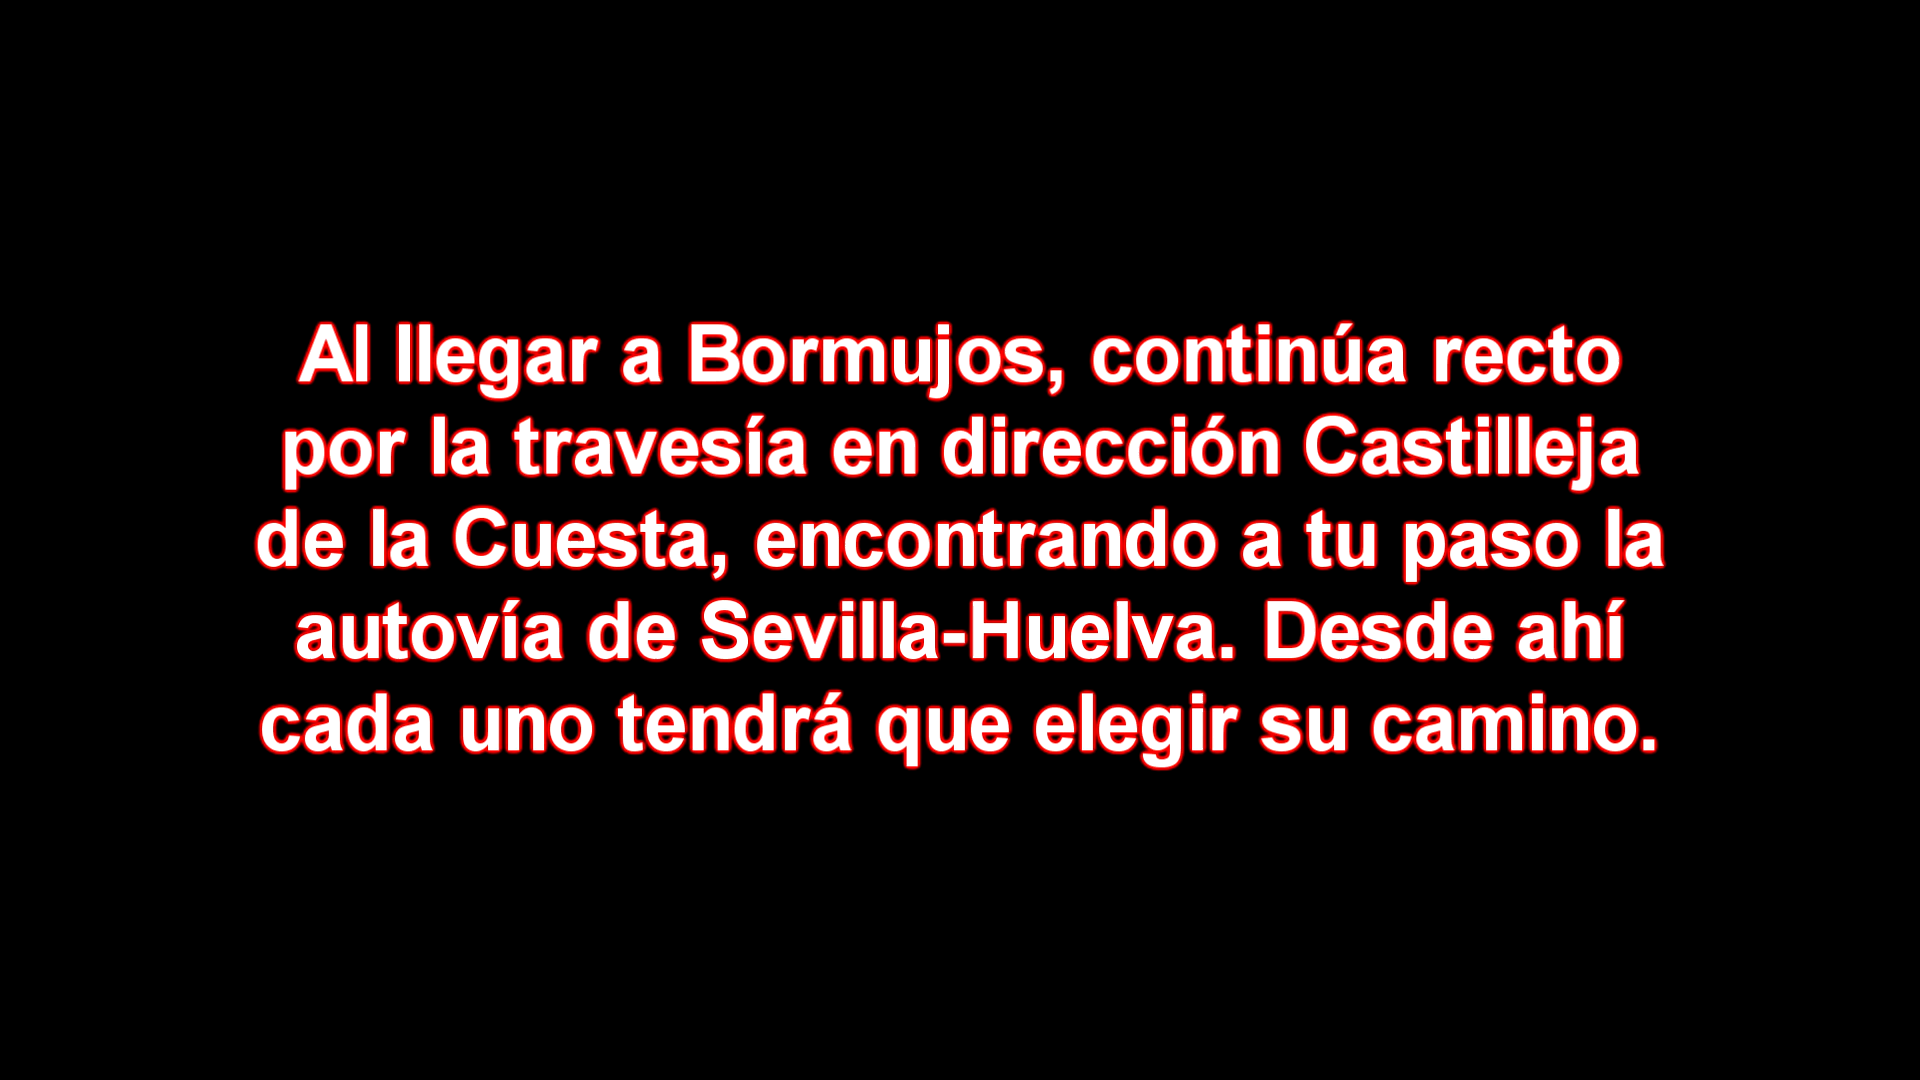 Al llegar a Bormujos, continúa recto
por la travesía en dirección Castilleja
de la Cuesta, encontrando a tu paso la
autovía de Sevilla-Huelva. Desde ahí
cada uno tendrá que elegir su camino.